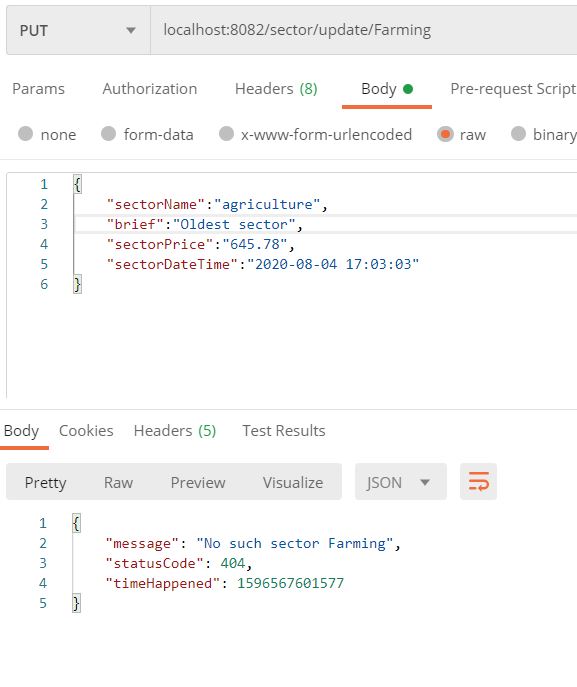 PUT localhost:8082/sector/update/Farming
Params Authorization Headers (8) Body Pre-request Script
none form-data x-www-form-urlencoded raw binary
1 {
2 "sectorName":"agriculture",
3 "brief":"Oldest sector",
4 "sectorPrice":"645.78",
5 "sectorDateTime":"2020-08-04 17:03:03"
6 }
Body Cookies Headers (5) Test Results
Pretty Raw Preview Visualize JSON
1 {
2 "message": "No such sector Farming",
3 "statusCode": 404,
4 "timeHappened": 1596567601577
5 }